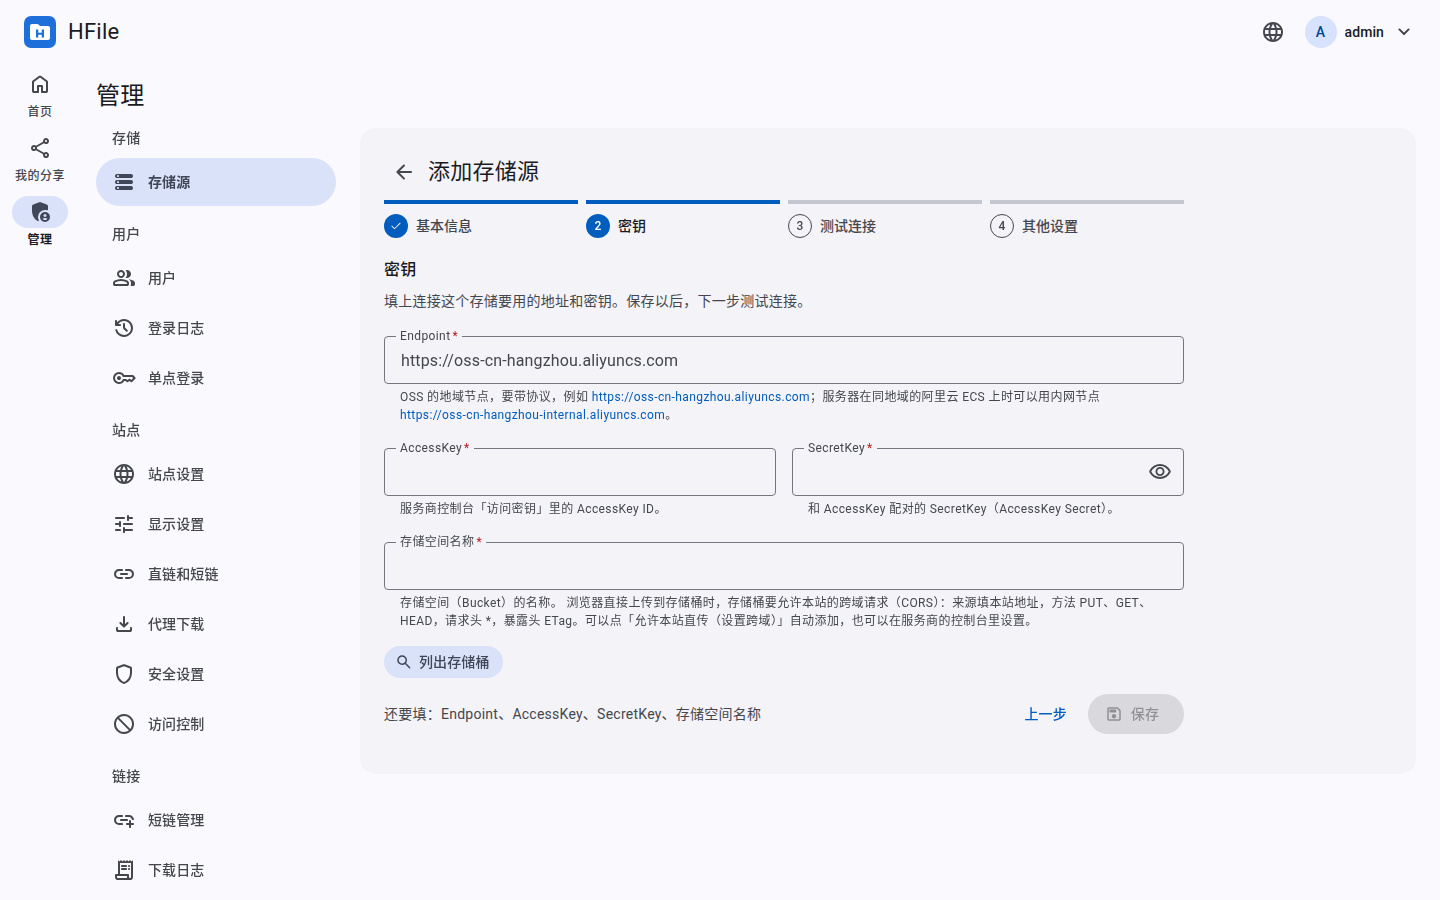 HFile
A
admin
首页
我的分享
管理
管理
存储
存储源
用户
用户
登录日志
单点登录
站点
站点设置
显示设置
直链和短链
代理下载
安全设置
访问控制
链接
短链管理
下载日志
添加存储源
基本信息
2 密钥
3 测试连接
4 其他设置
密钥
填上连接这个存储要用的地址和密钥。保存以后，下一步测试连接。
Endpoint *
https://oss-cn-hangzhou.aliyuncs.com
OSS 的地域节点，要带协议，例如 https://oss-cn-hangzhou.aliyuncs.com；服务器在同地域的阿里云 ECS 上时可以用内网节点
https://oss-cn-hangzhou-internal.aliyuncs.com。
AccessKey *
服务商控制台「访问密钥」里的 AccessKey ID。
SecretKey *
和 AccessKey 配对的 SecretKey（AccessKey Secret）。
存储空间名称 *
存储空间（Bucket）的名称。 浏览器直接上传到存储桶时，存储桶要允许本站的跨域请求（CORS）：来源填本站地址，方法 PUT、GET、
HEAD，请求头 *，暴露头 ETag。可以点「允许本站直传（设置跨域）」自动添加，也可以在服务商的控制台里设置。
列出存储桶
还要填：Endpoint、AccessKey、SecretKey、存储空间名称
上一步
保存